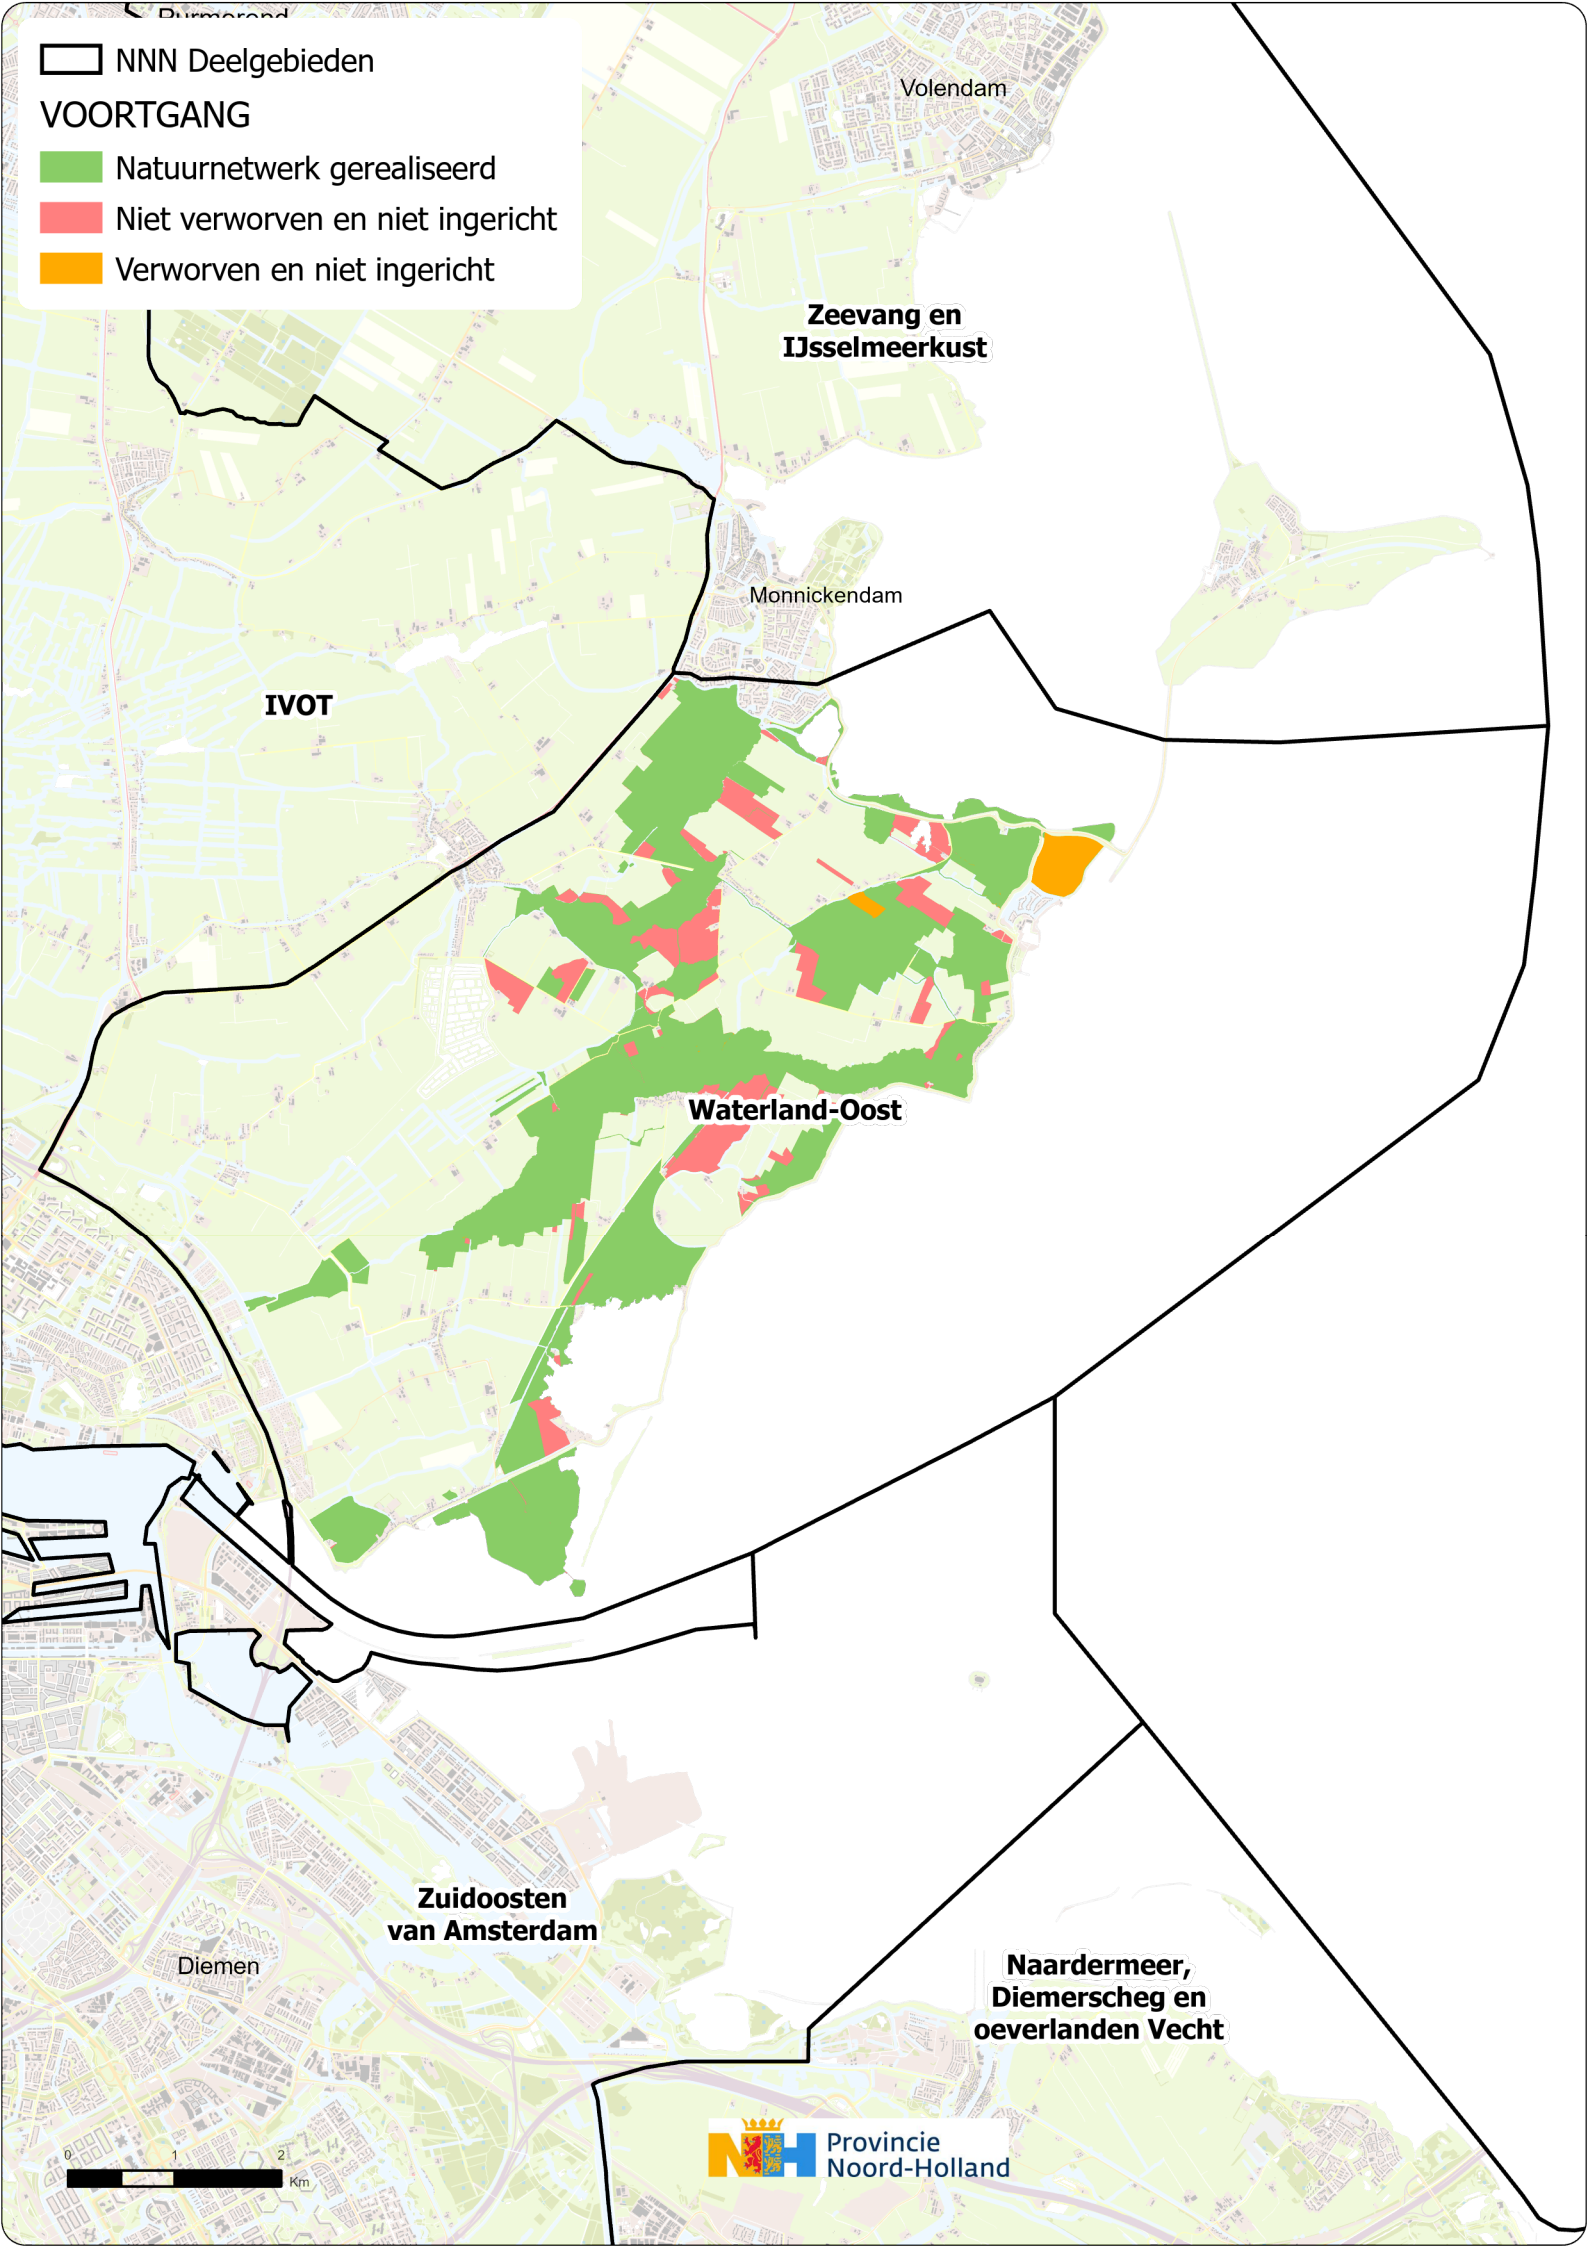 Purmerend
NNN Deelgebieden
VOORTGANG
Natuurnetwerk gerealiseerd
Niet verworven en niet ingericht
Verworven en niet ingericht
Volendam
Zeevang en
IJsselmeerkust
Monnickendam
IVOT
Waterland-Oost
Zuidoosten
van Amsterdam
Diemen
Naardermeer,
Diemerscheg en
oeverlanden Vecht
0 1 2
Km
NH
Provincie
Noord-Holland